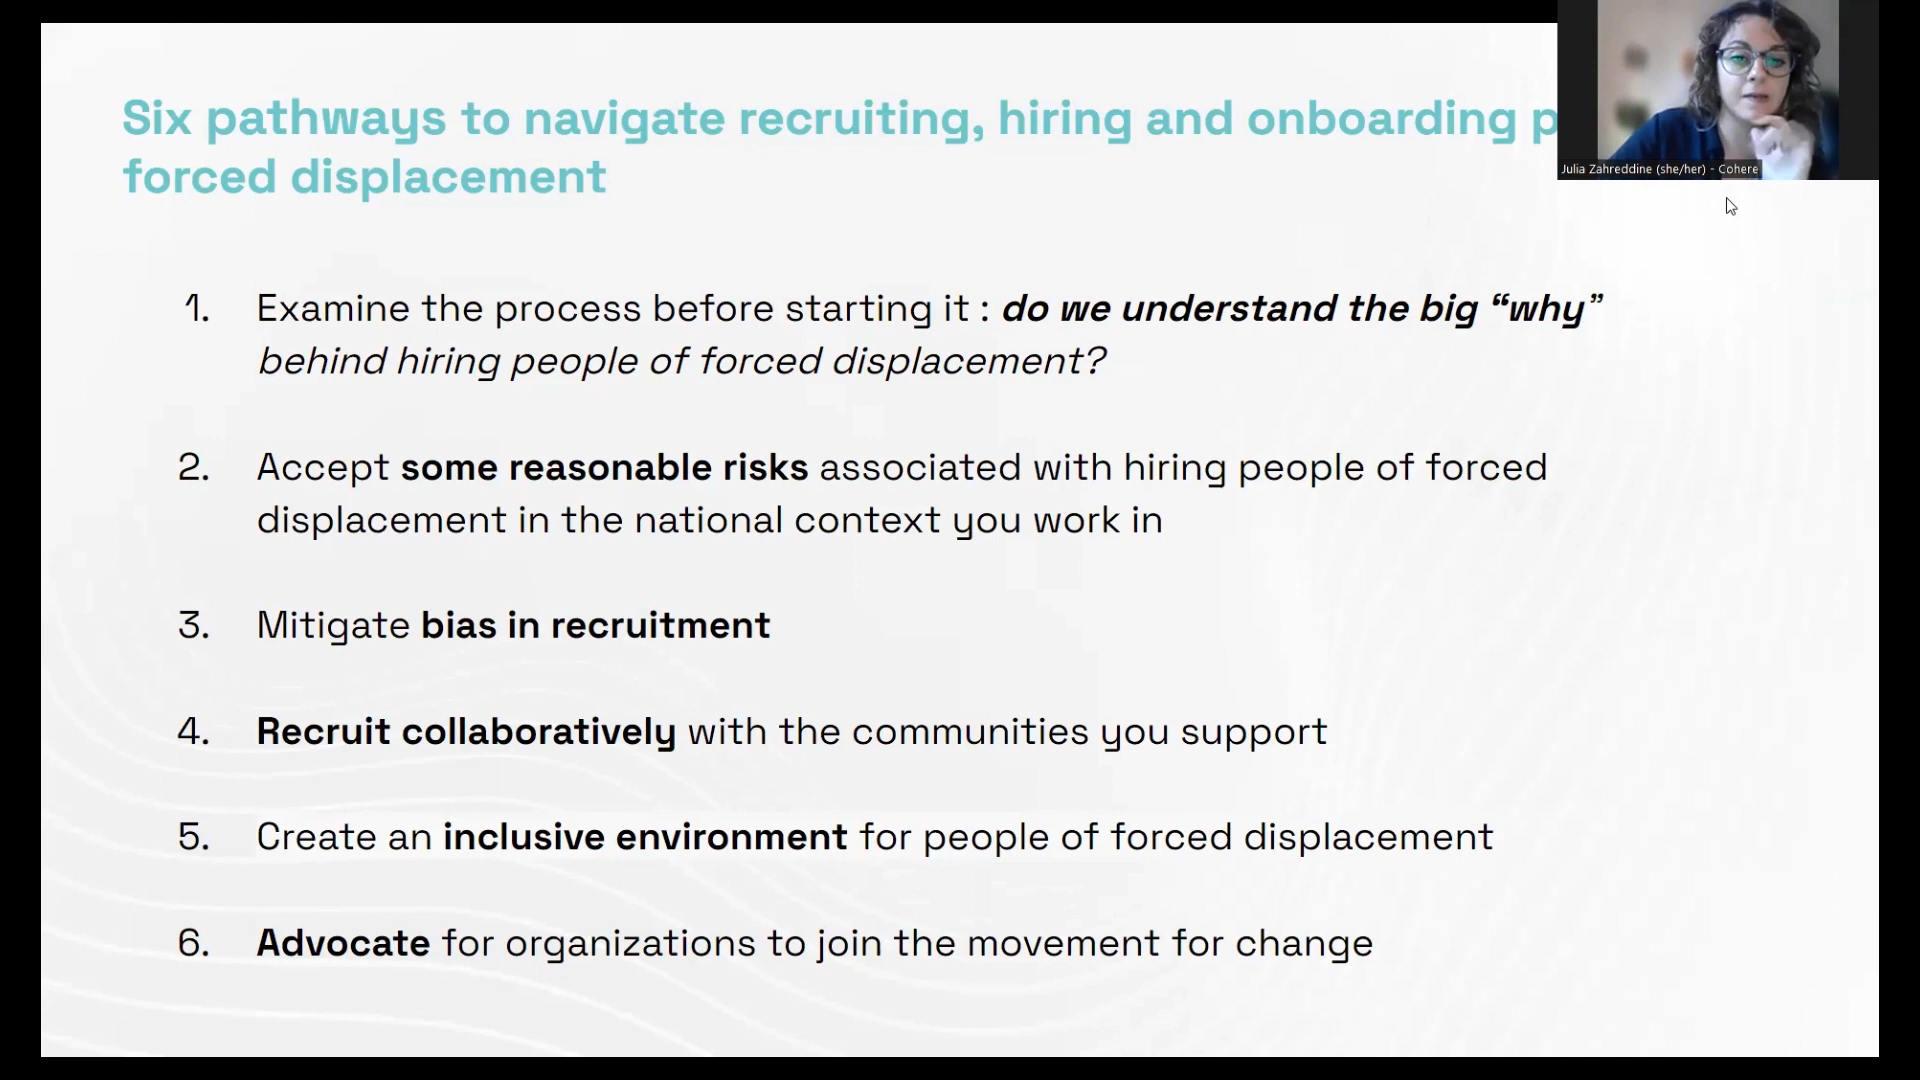 Six pathways to navigate recruiting, hiring and onboarding
forced displacement
Julia Zahreddine (she/her) - Cohere
1. Examine the process before starting it : do we understand the big “why”
behind hiring people of forced displacement?
2. Accept some reasonable risks associated with hiring people of forced
displacement in the national context you work in
3. Mitigate bias in recruitment
4. Recruit collaboratively with the communities you support
5. Create an inclusive environment for people of forced displacement
6. Advocate for organizations to join the movement for change